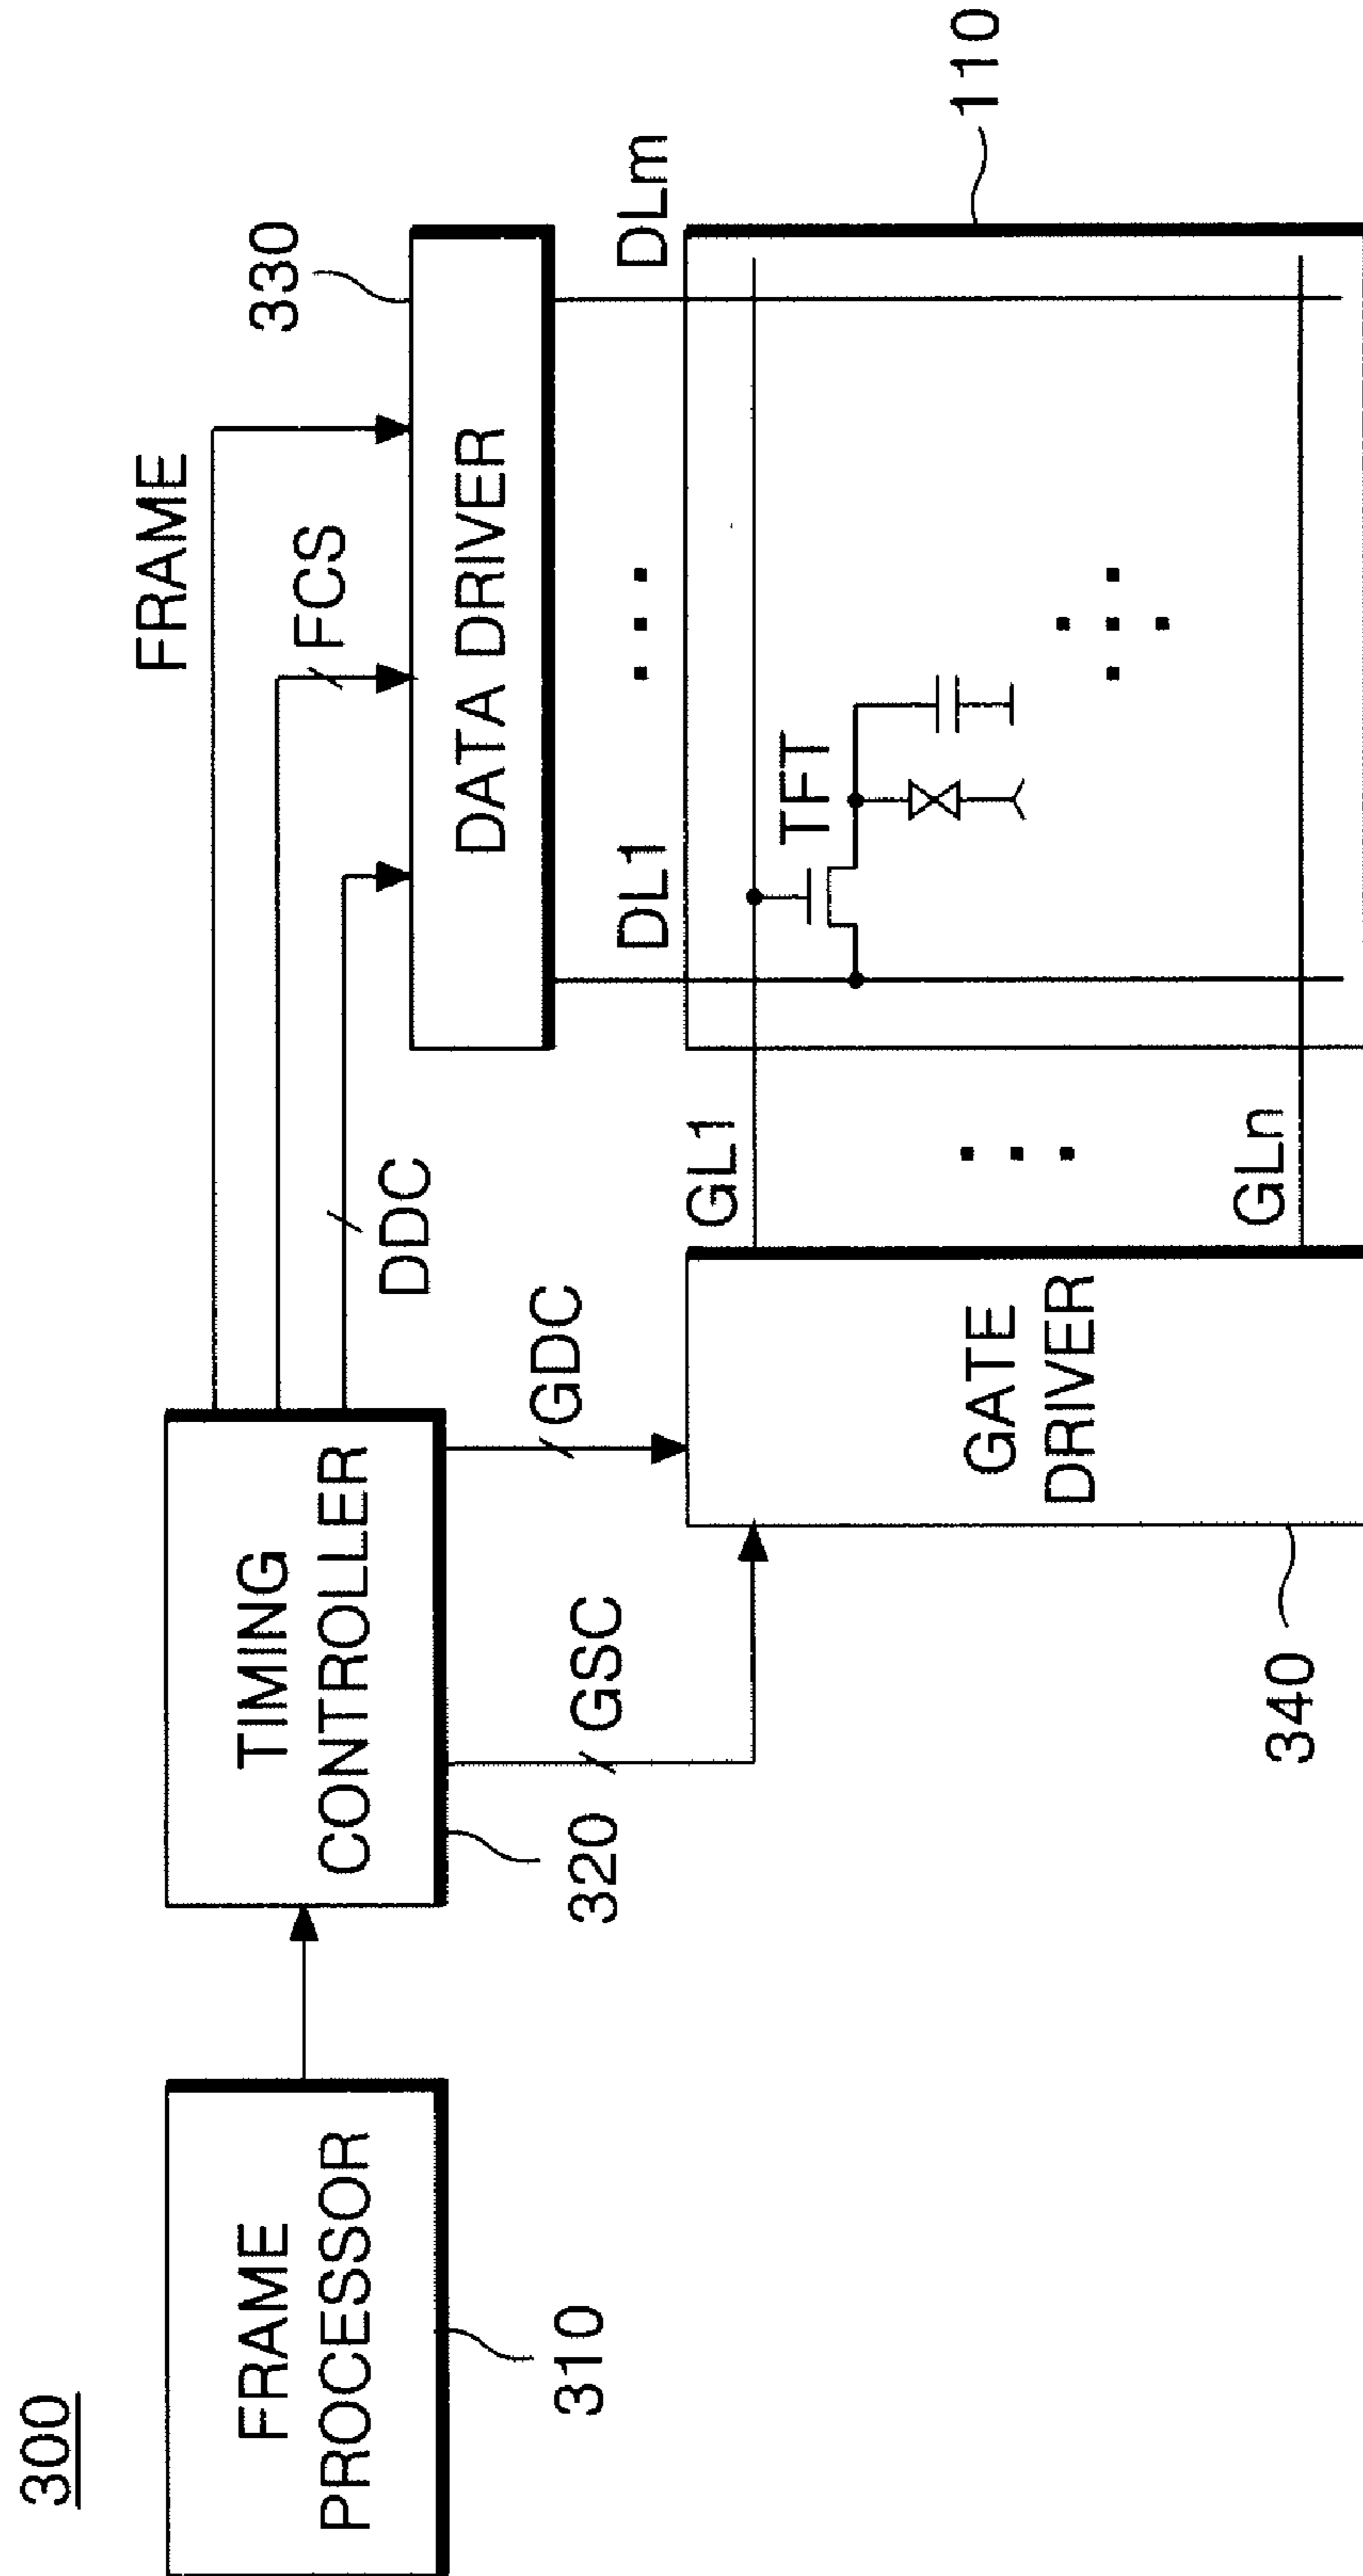 300
FRAME
PROCESSOR
310
TIMING
CONTROLLER
320
FRAME
FCS
DDC
GDC
GSC
330
DATA DRIVER
DL1
DLm
GL1
GLn
TFT
GATE
DRIVER
340
110